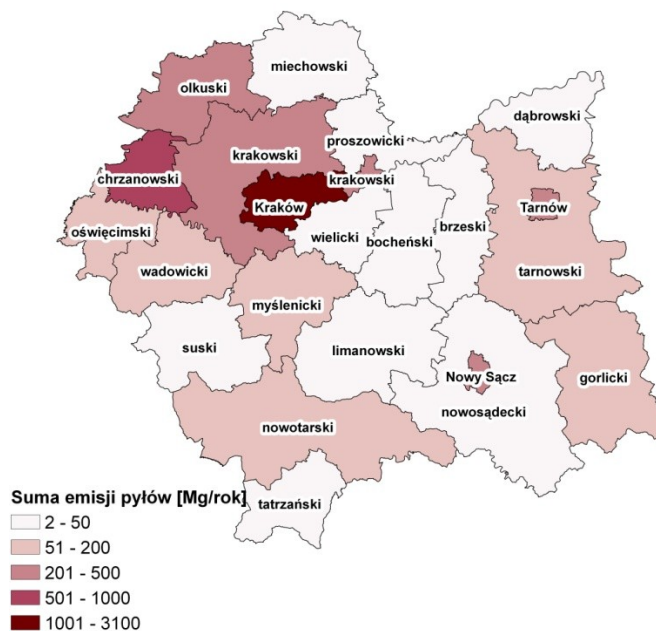 miechowski
olkuski
dąbrowski
proszowicki
krakowski
krakowski
chrzanowski
Kraków
Tarnów
oświęcimski
wielicki
bocheński
brzeski
wadowicki
tarnowski
myślenicki
suski
limanowski
Nowy Sącz
gorlicki
nowosądecki
nowotarski
tatrzański
Suma emisji pyłów [Mg/rok]
2 - 50
51 - 200
201 - 500
501 - 1000
1001 - 3100